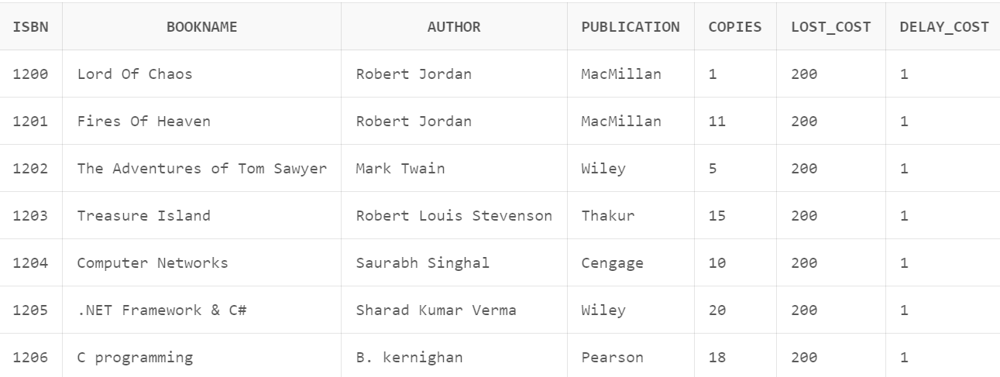 ISBN BOOKNAME AUTHOR PUBLICATION COPIES LOST_COST DELAY_COST
1200 Lord Of Chaos Robert Jordan MacMillan 1 200 1
1201 Fires Of Heaven Robert Jordan MacMillan 11 200 1
1202 The Adventures of Tom Sawyer Mark Twain Wiley 5 200 1
1203 Treasure Island Robert Louis Stevenson Thakur 15 200 1
1204 Computer Networks Saurabh Singhal Cengage 10 200 1
1205 .NET Framework & C# Sharad Kumar Verma Wiley 20 200 1
1206 C programming B. kernighan Pearson 18 200 1